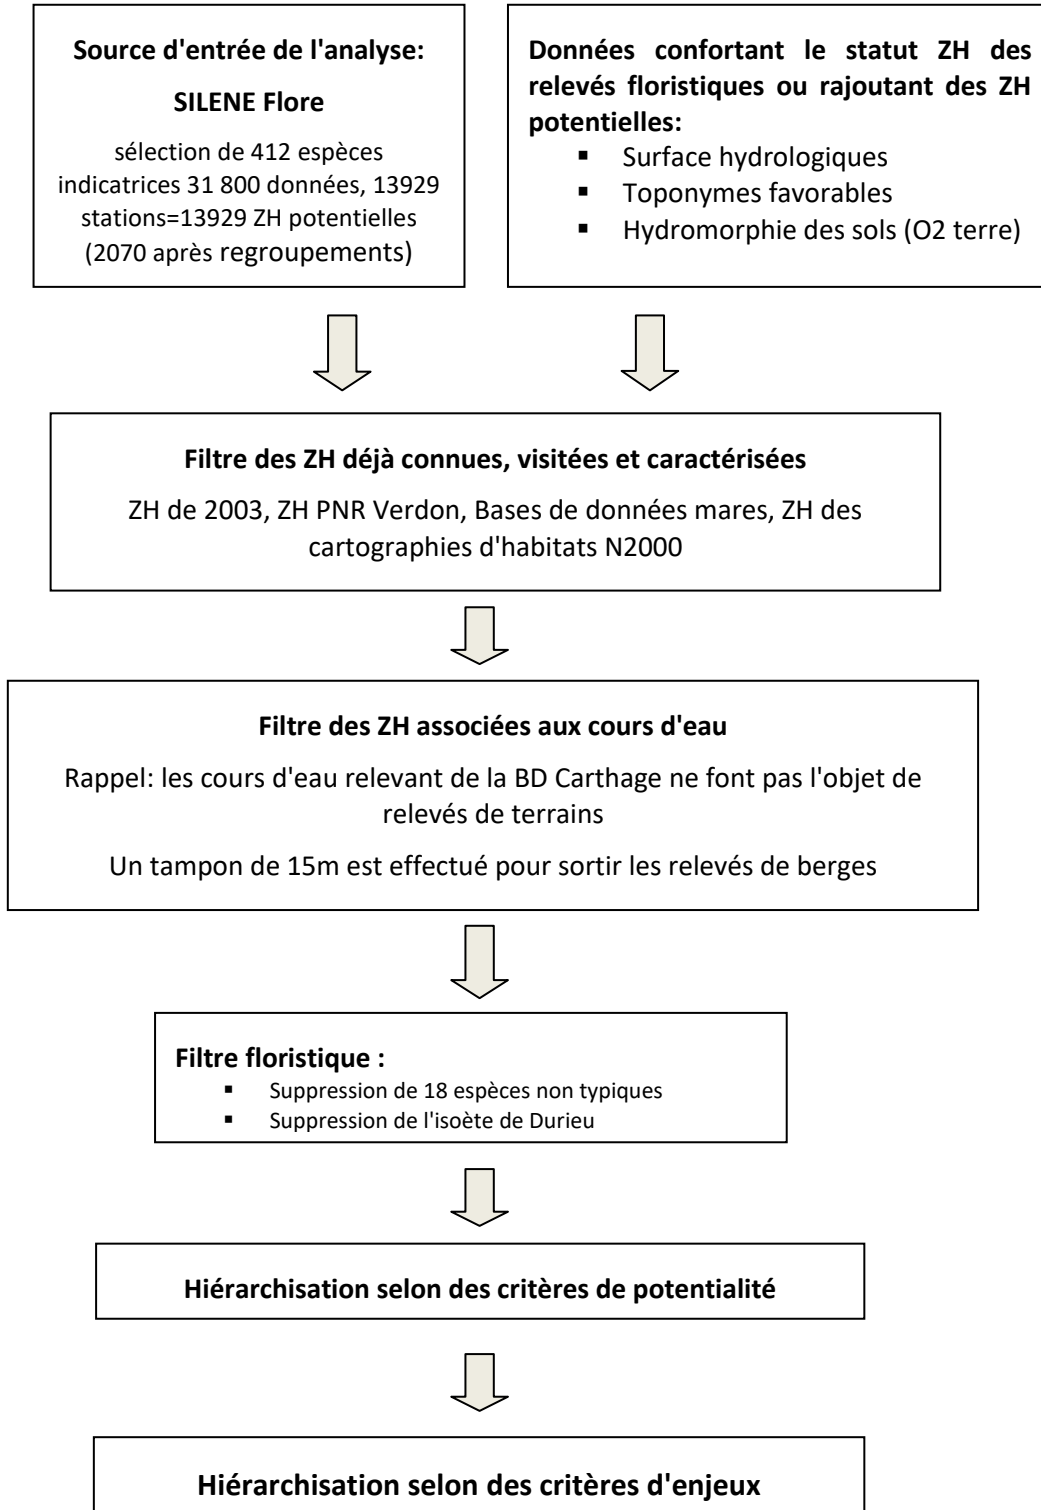 Source d'entrée de l'analyse:
SILENE Flore
sélection de 412 espèces
indicatrices 31 800 données, 13929
stations=13929 ZH potentielles
(2070 après regroupements)
Données confortant le statut ZH des
relevés floristiques ou rajoutant des ZH
potentielles:
▪ Surface hydrologiques
▪ Toponymes favorables
▪ Hydromorphie des sols (O2 terre)
Filtre des ZH déjà connues, visitées et caractérisées
ZH de 2003, ZH PNR Verdon, Bases de données mares, ZH des
cartographies d'habitats N2000
Filtre des ZH associées aux cours d'eau
Rappel: les cours d'eau relevant de la BD Carthage ne font pas l'objet de
relevés de terrains
Un tampon de 15m est effectué pour sortir les relevés de berges
Filtre floristique :
▪ Suppression de 18 espèces non typiques
▪ Suppression de l'isoète de Durieu
Hiérarchisation selon des critères de potentialité
Hiérarchisation selon des critères d'enjeux